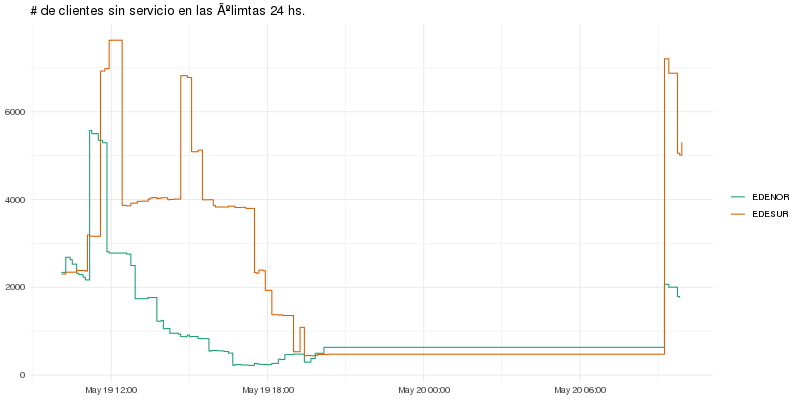 # de clientes sin servicio en las Ãºlimtas 24 hs.
6000
4000
2000
0
May 19 12:00
May 19 18:00
May 20 00:00
May 20 06:00
EDENOR
EDESUR